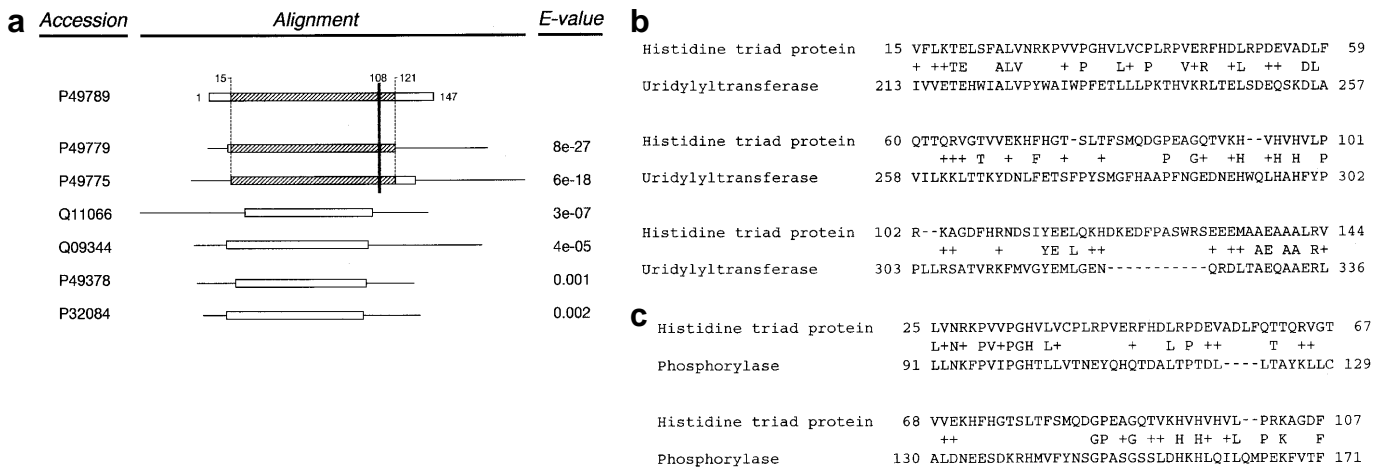 a
Accession Alignment E-value
15 108 121
P49789 1 147
P49779 8e-27
P49775 6e-18
Q11066 3e-07
Q09344 4e-05
P49378 0.001
P32084 0.002
b
Histidine triad protein 15 VFLKTELSFALVNRKPVVPGHVLVCPLRPVERFHDLRPDEVADLF 59
+ ++TE ALV + P L+ P V+R +L ++ DL
Uridylyltransferase 213 IVVETEHWIALVPYWAIWPFETLLLPKTHVKRLTELSDEQSKDLA 257
Histidine triad protein 60 QTTQRVGTVVEKHFHGT-SLTFSMQDGPEAGQTVKH--VHVHVLP 101
+++ T + F + + P G+ +H +H H P
Uridylyltransferase 258 VILKKLTTKYDNLFETSFPYSMGFHAAPFNGEDNEHWQLHAHFYP 302
Histidine triad protein 102 R--KAGDFHRNDSIYEELQKHDKEDFPASWRSEEEMAAEAAALRV 144
++ + YE L ++ + ++ AE AA R+
Uridylyltransferase 303 PLLRSATVRKFMVGYEMLGEN-----------QRDLTAEQAAERL 336
c
Histidine triad protein 25 LVNRKPVVPGHVLVCPLRPVERFHDLRPDEVADLFQTTQRVGT 67
L+N+ PV+PGH L+ + L P ++ T ++
Phosphorylase 91 LLNKFPVIPGHTLLVTNEYQHQTDALTPTDL----LTAYKLLC 129
Histidine triad protein 68 VVEKHFHGTSLTFSMQDGPEAGQTVKHVHVHVL--PRKAGDF 107
++ GP +G ++ H H+ +L P K F
Phosphorylase 130 ALDNEESDKRHMVFYNSGPASGSSLDHKHLQILQMPEKFVTF 171